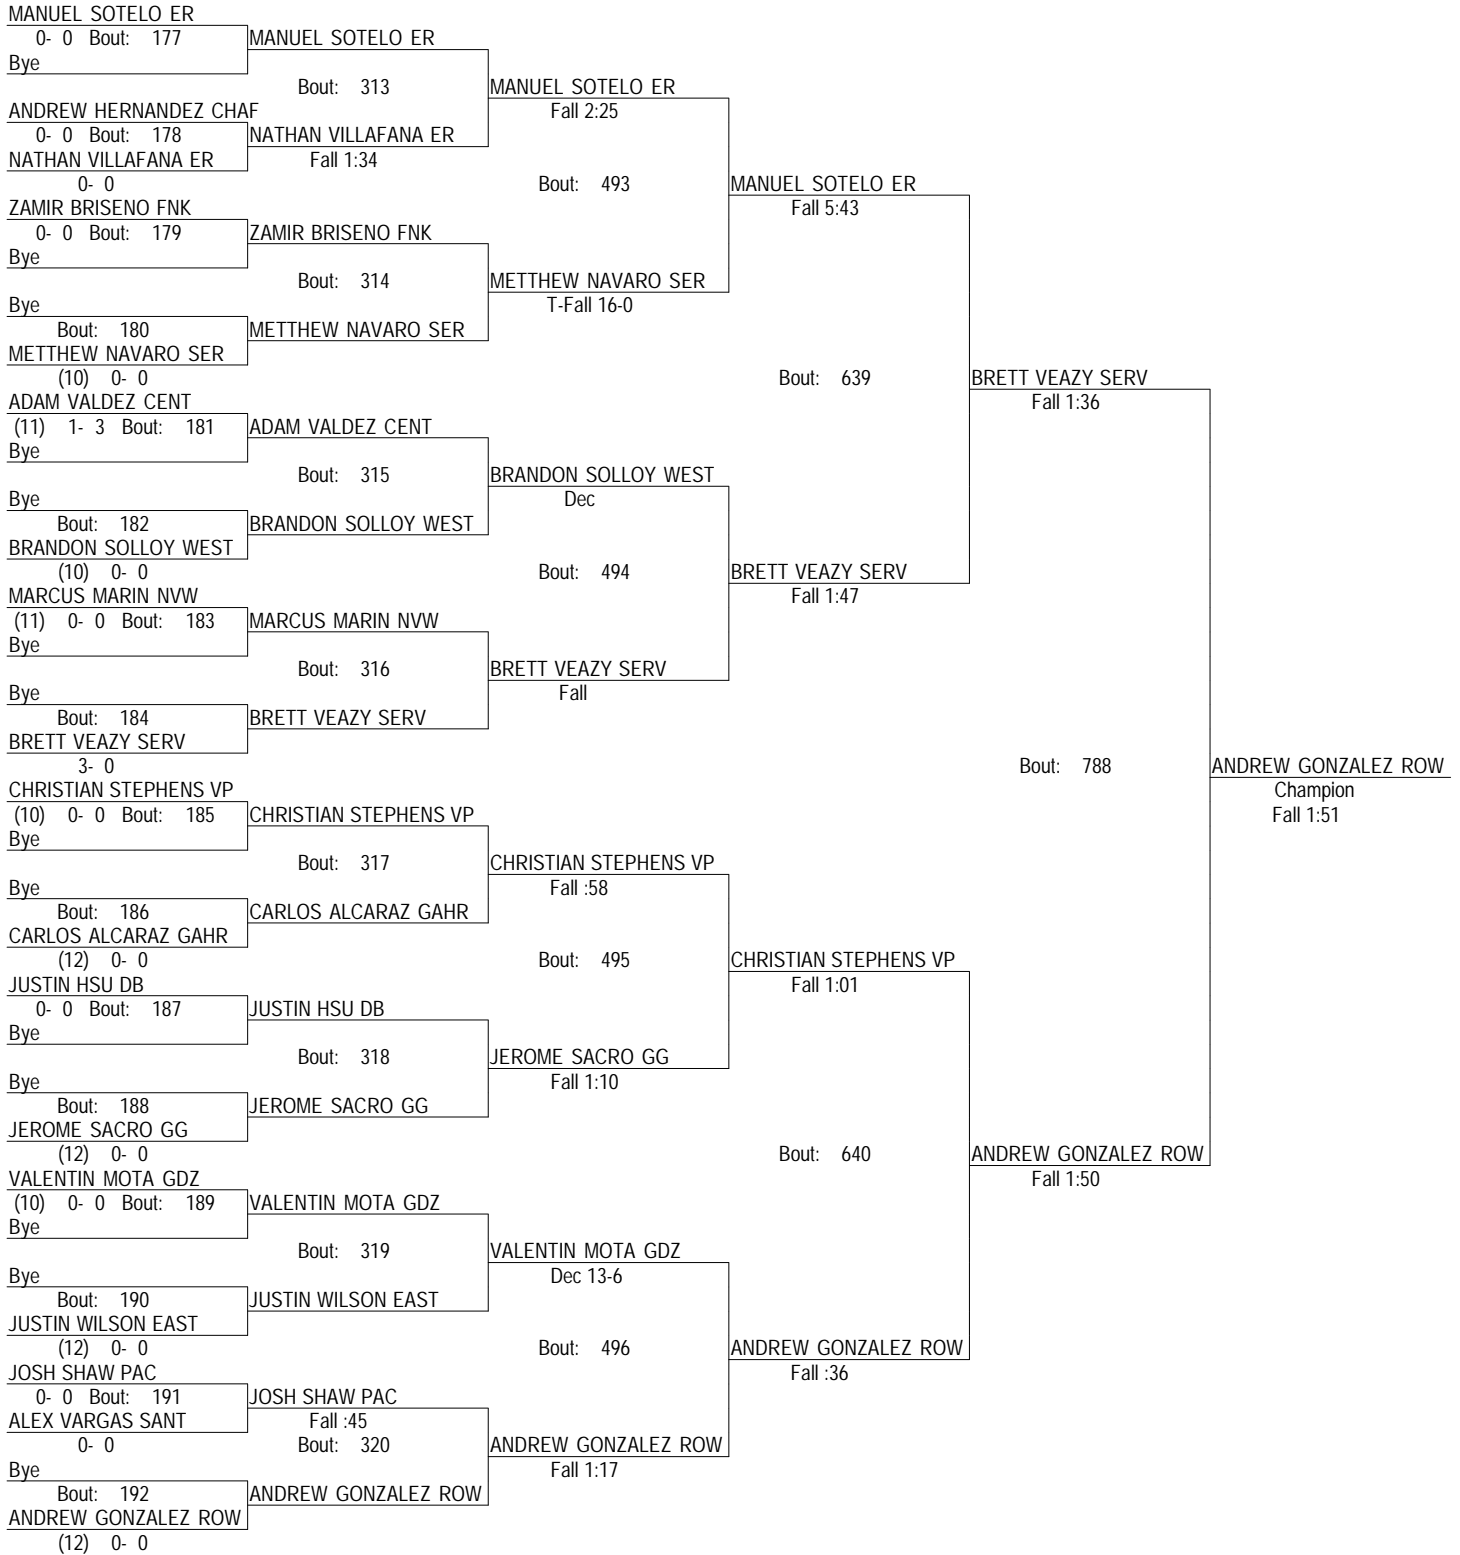 MANUEL SOTELO ER
0- 0 Bout: 177 MANUEL SOTELO ER
Bye
Bout: 313 MANUEL SOTELO ER
ANDREW HERNANDEZ CHAF Fall 2:25
0- 0 Bout: 178 NATHAN VILLAFANA ER
NATHAN VILLAFANA ER Fall 1:34
0- 0 Bout: 493 MANUEL SOTELO ER
ZAMIR BRISENO FNK Fall 5:43
0- 0 Bout: 179 ZAMIR BRISENO FNK
Bye
Bout: 314 METTHEW NAVARO SER
Bye T-Fall 16-0
Bout: 180 METTHEW NAVARO SER
METTHEW NAVARO SER
(10) 0- 0 Bout: 639 BRETT VEAZY SERV
ADAM VALDEZ CENT Fall 1:36
(11) 1- 3 Bout: 181 ADAM VALDEZ CENT
Bye
Bout: 315 BRANDON SOLLOY WEST
Bye Dec
Bout: 182 BRANDON SOLLOY WEST
BRANDON SOLLOY WEST
(10) 0- 0 Bout: 494 BRETT VEAZY SERV
MARCUS MARIN NVW Fall 1:47
(11) 0- 0 Bout: 183 MARCUS MARIN NVW
Bye
Bout: 316 BRETT VEAZY SERV
Bye Fall
Bout: 184 BRETT VEAZY SERV
BRETT VEAZY SERV
3- 0 Bout: 788 ANDREW GONZALEZ ROW
CHRISTIAN STEPHENS VP Champion
(10) 0- 0 Bout: 185 CHRISTIAN STEPHENS VP Fall 1:51
Bye
Bout: 317 CHRISTIAN STEPHENS VP
Bye Fall :58
Bout: 186 CARLOS ALCARAZ GAHR
CARLOS ALCARAZ GAHR
(12) 0- 0 Bout: 495 CHRISTIAN STEPHENS VP
JUSTIN HSU DB Fall 1:01
0- 0 Bout: 187 JUSTIN HSU DB
Bye
Bout: 318 JEROME SACRO GG
Bye Fall 1:10
Bout: 188 JEROME SACRO GG
JEROME SACRO GG
(12) 0- 0 Bout: 640 ANDREW GONZALEZ ROW
VALENTIN MOTA GDZ Fall 1:50
(10) 0- 0 Bout: 189 VALENTIN MOTA GDZ
Bye
Bout: 319 VALENTIN MOTA GDZ
Bye Dec 13-6
Bout: 190 JUSTIN WILSON EAST
JUSTIN WILSON EAST
(12) 0- 0 Bout: 496 ANDREW GONZALEZ ROW
JOSH SHAW PAC Fall :36
0- 0 Bout: 191 JOSH SHAW PAC
ALEX VARGAS SANT Fall :45
0- 0 Bout: 320 ANDREW GONZALEZ ROW
Bye Fall 1:17
Bout: 192 ANDREW GONZALEZ ROW
ANDREW GONZALEZ ROW
(12) 0- 0